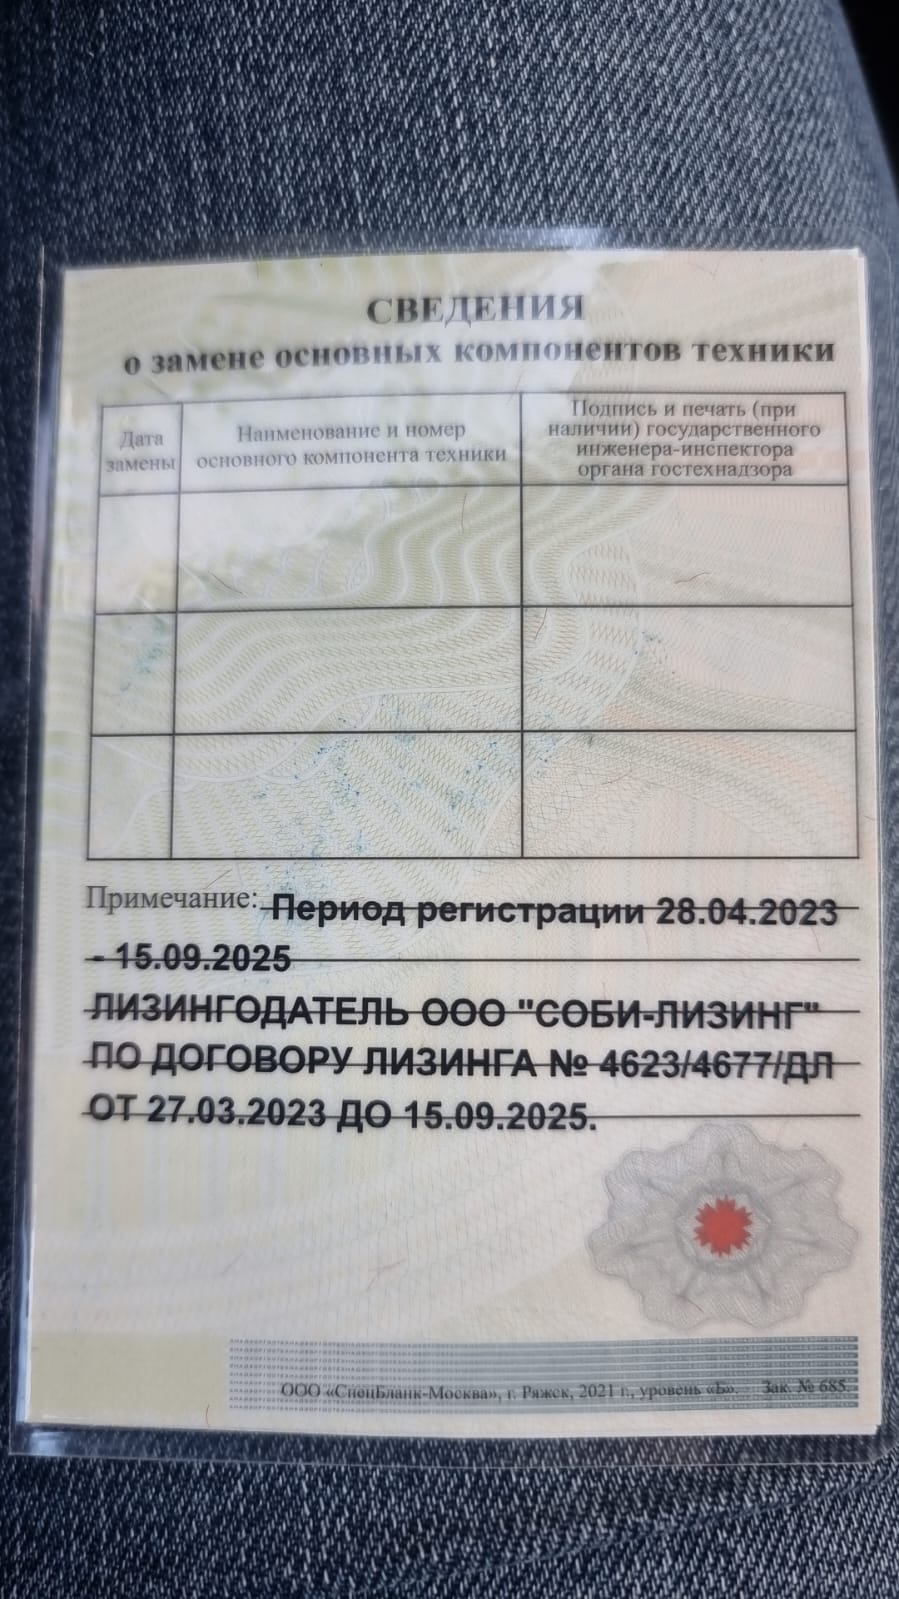 СВЕДЕНИЯ
о замене основных компонентов техники
Дата
замены
Наименование и номер
основного компонента техники
Подпись и печать (при
наличии) государственного
инженера-инспектора
органа гостехнадзора
Примечание: Период регистрации 28.04.2023
- 15.09.2025
ЛИЗИНГОДАТЕЛЬ ООО "СОБИ-ЛИЗИНГ"
ПО ДОГОВОРУ ЛИЗИНГА № 4623/4677/ДЛ
ОТ 27.03.2023 ДО 15.09.2025.
ООО «СпецБланк-Москва», г. Ряжск, 2021 г., уровень «Б». Зак. № 685.